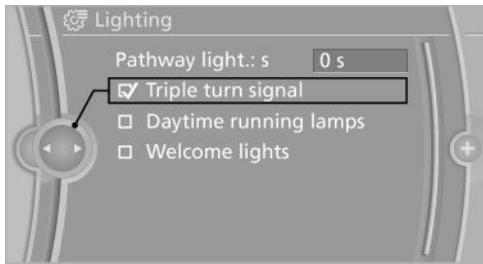 Lighting
Pathway light.: s 0 s
Triple turn signal
Daytime running lamps
Welcome lights